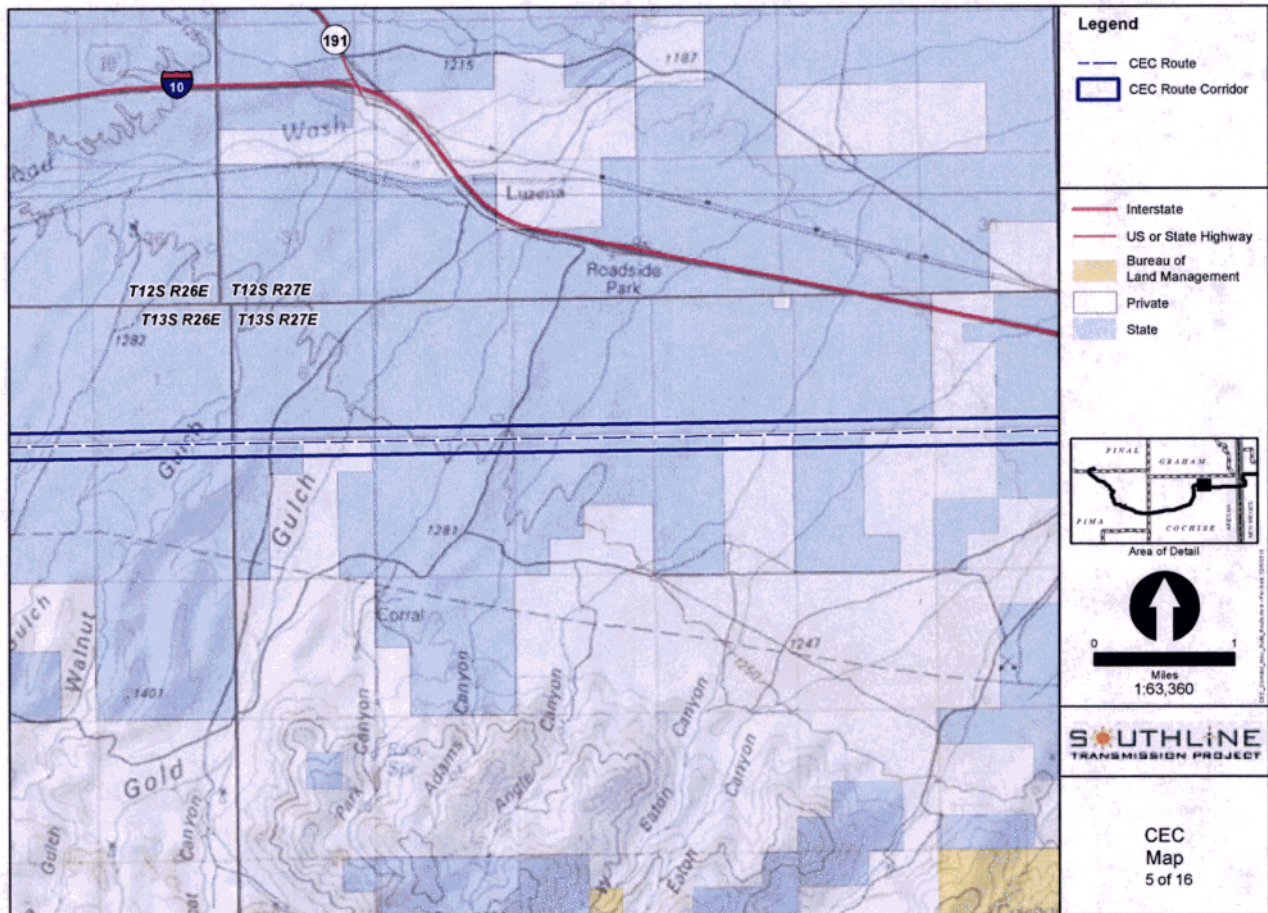 191
1215
1187
10
Wash
Luzena
30
Roadside
Park
T12S R26E
T12S R27E
T13S R26E
T13S R27E
1282
Gulch
1281
Corral
Gulch
Walnut
1247
1250
1401
Gold
Park
Canyon
Adams
Canyon
Angle
Canyon
W
Eaton
Canyon
Eaton
Canyon
Gulch
Canyon
Legend
CEC Route
CEC Route Corridor
Interstate
US or State Highway
Bureau of
Land Management
Private
State
PINAL
GRAHAM
PIMA
COCHISE
Area of Detail
0 1
Miles
1:63,360
SOUTHLINE
TRANSMISSION PROJECT
CEC
Map
5 of 16